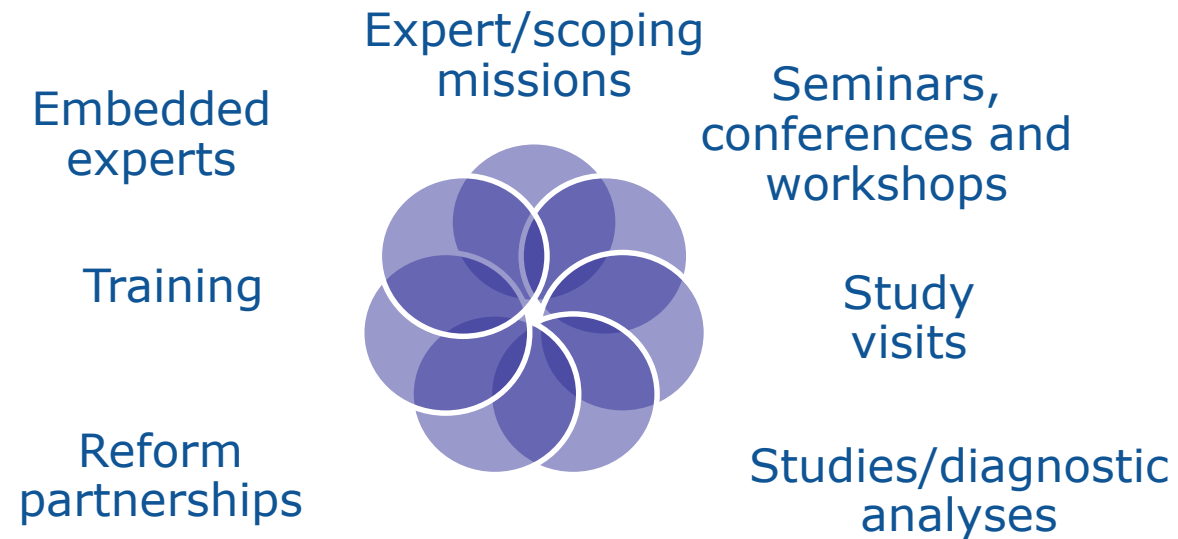 Expert/scoping
missions
Seminars,
conferences and
workshops
Embedded
experts
Training
Study
visits
Reform
partnerships
Studies/diagnostic
analyses